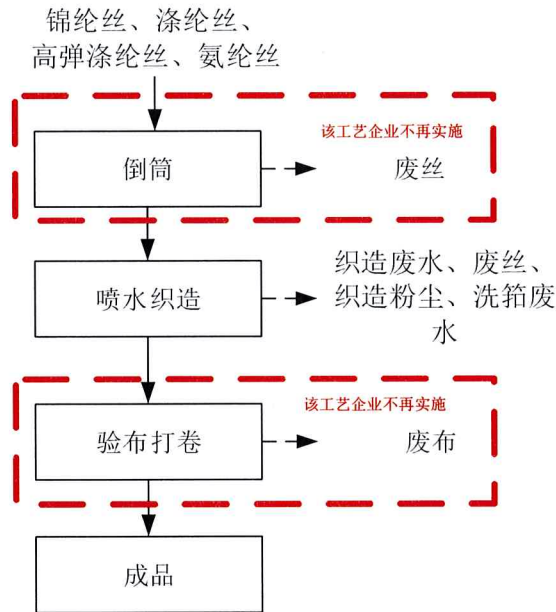 锦纶丝、涤纶丝、
高弹涤纶丝、氨纶丝
该工艺企业不再实施
倒筒
废丝
喷水织造
织造废水、废丝、
织造粉尘、洗箱废
水
该工艺企业不再实施
验布打卷
废布
成品